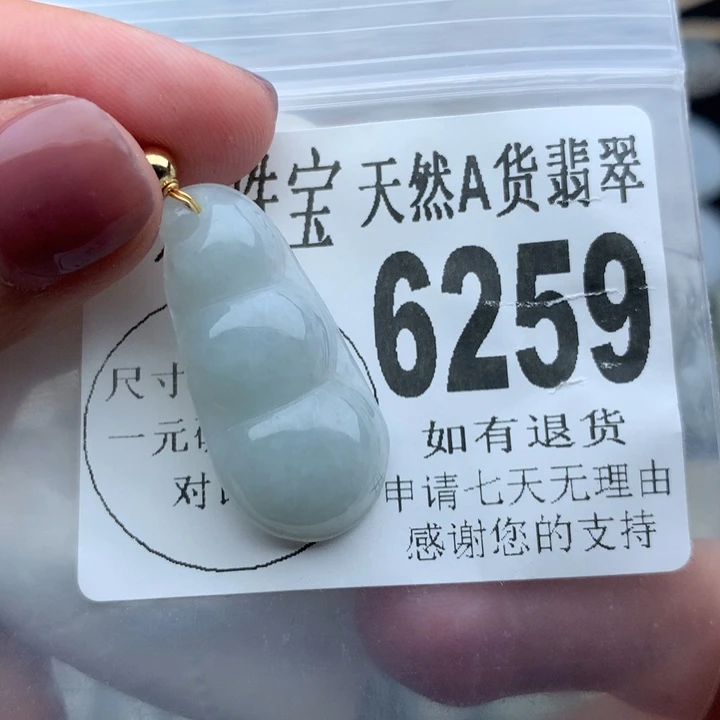 珠宝 天然A货翡翠
6259
尺寸
一元
对
如有退货
申请七天无理由
感谢您的支持